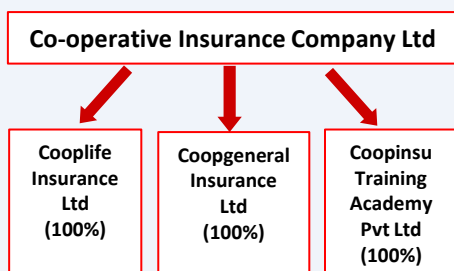 Co-operative Insurance Company Ltd
Cooplife
Insurance
Ltd
(100%)
Coopgeneral
Insurance
Ltd
(100%)
Coopinsu
Training
Academy
Pvt Ltd
(100%)